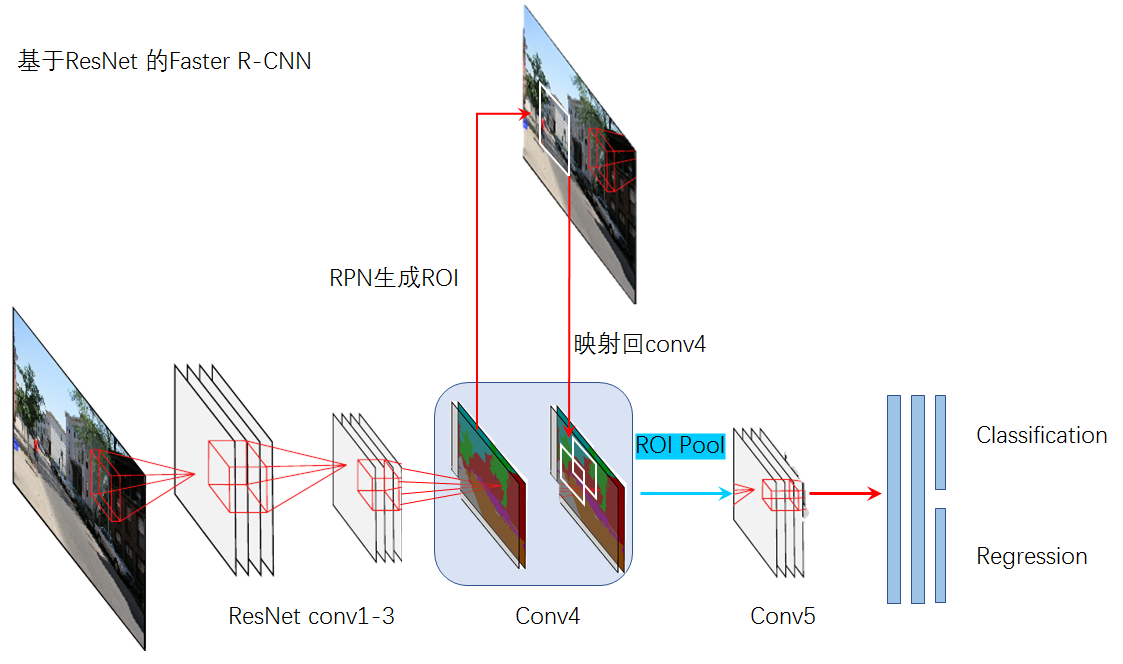 基于ResNet 的Faster R-CNN
RPN生成ROI
映射回conv4
ROI Pool
Classification
Regression
ResNet conv1-3
Conv4
Conv5